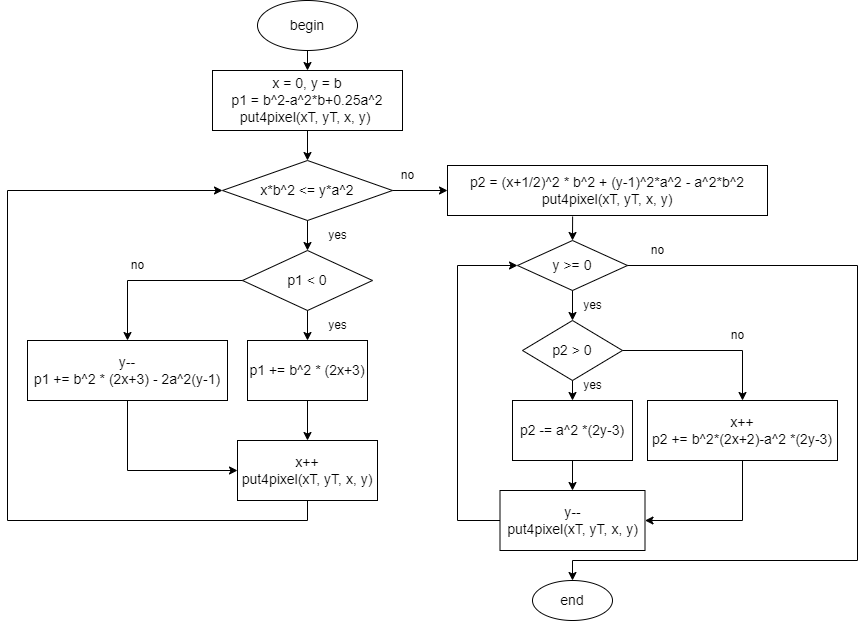 begin
x = 0, y = b
p1 = b^2-a^2*b+0.25a^2
put4pixel(xT, yT, x, y)
x*b^2 <= y*a^2
no
yes
p1 < 0
no
yes
y--
p1 += b^2 * (2x+3) - 2a^2(y-1)
p1 += b^2 * (2x+3)
x++
put4pixel(xT, yT, x, y)
p2 = (x+1/2)^2 * b^2 + (y-1)^2*a^2 - a^2*b^2
put4pixel(xT, yT, x, y)
y >= 0
no
yes
p2 > 0
no
yes
p2 -= a^2 *(2y-3)
x++
p2 += b^2*(2x+2)-a^2 *(2y-3)
y--
put4pixel(xT, yT, x, y)
end